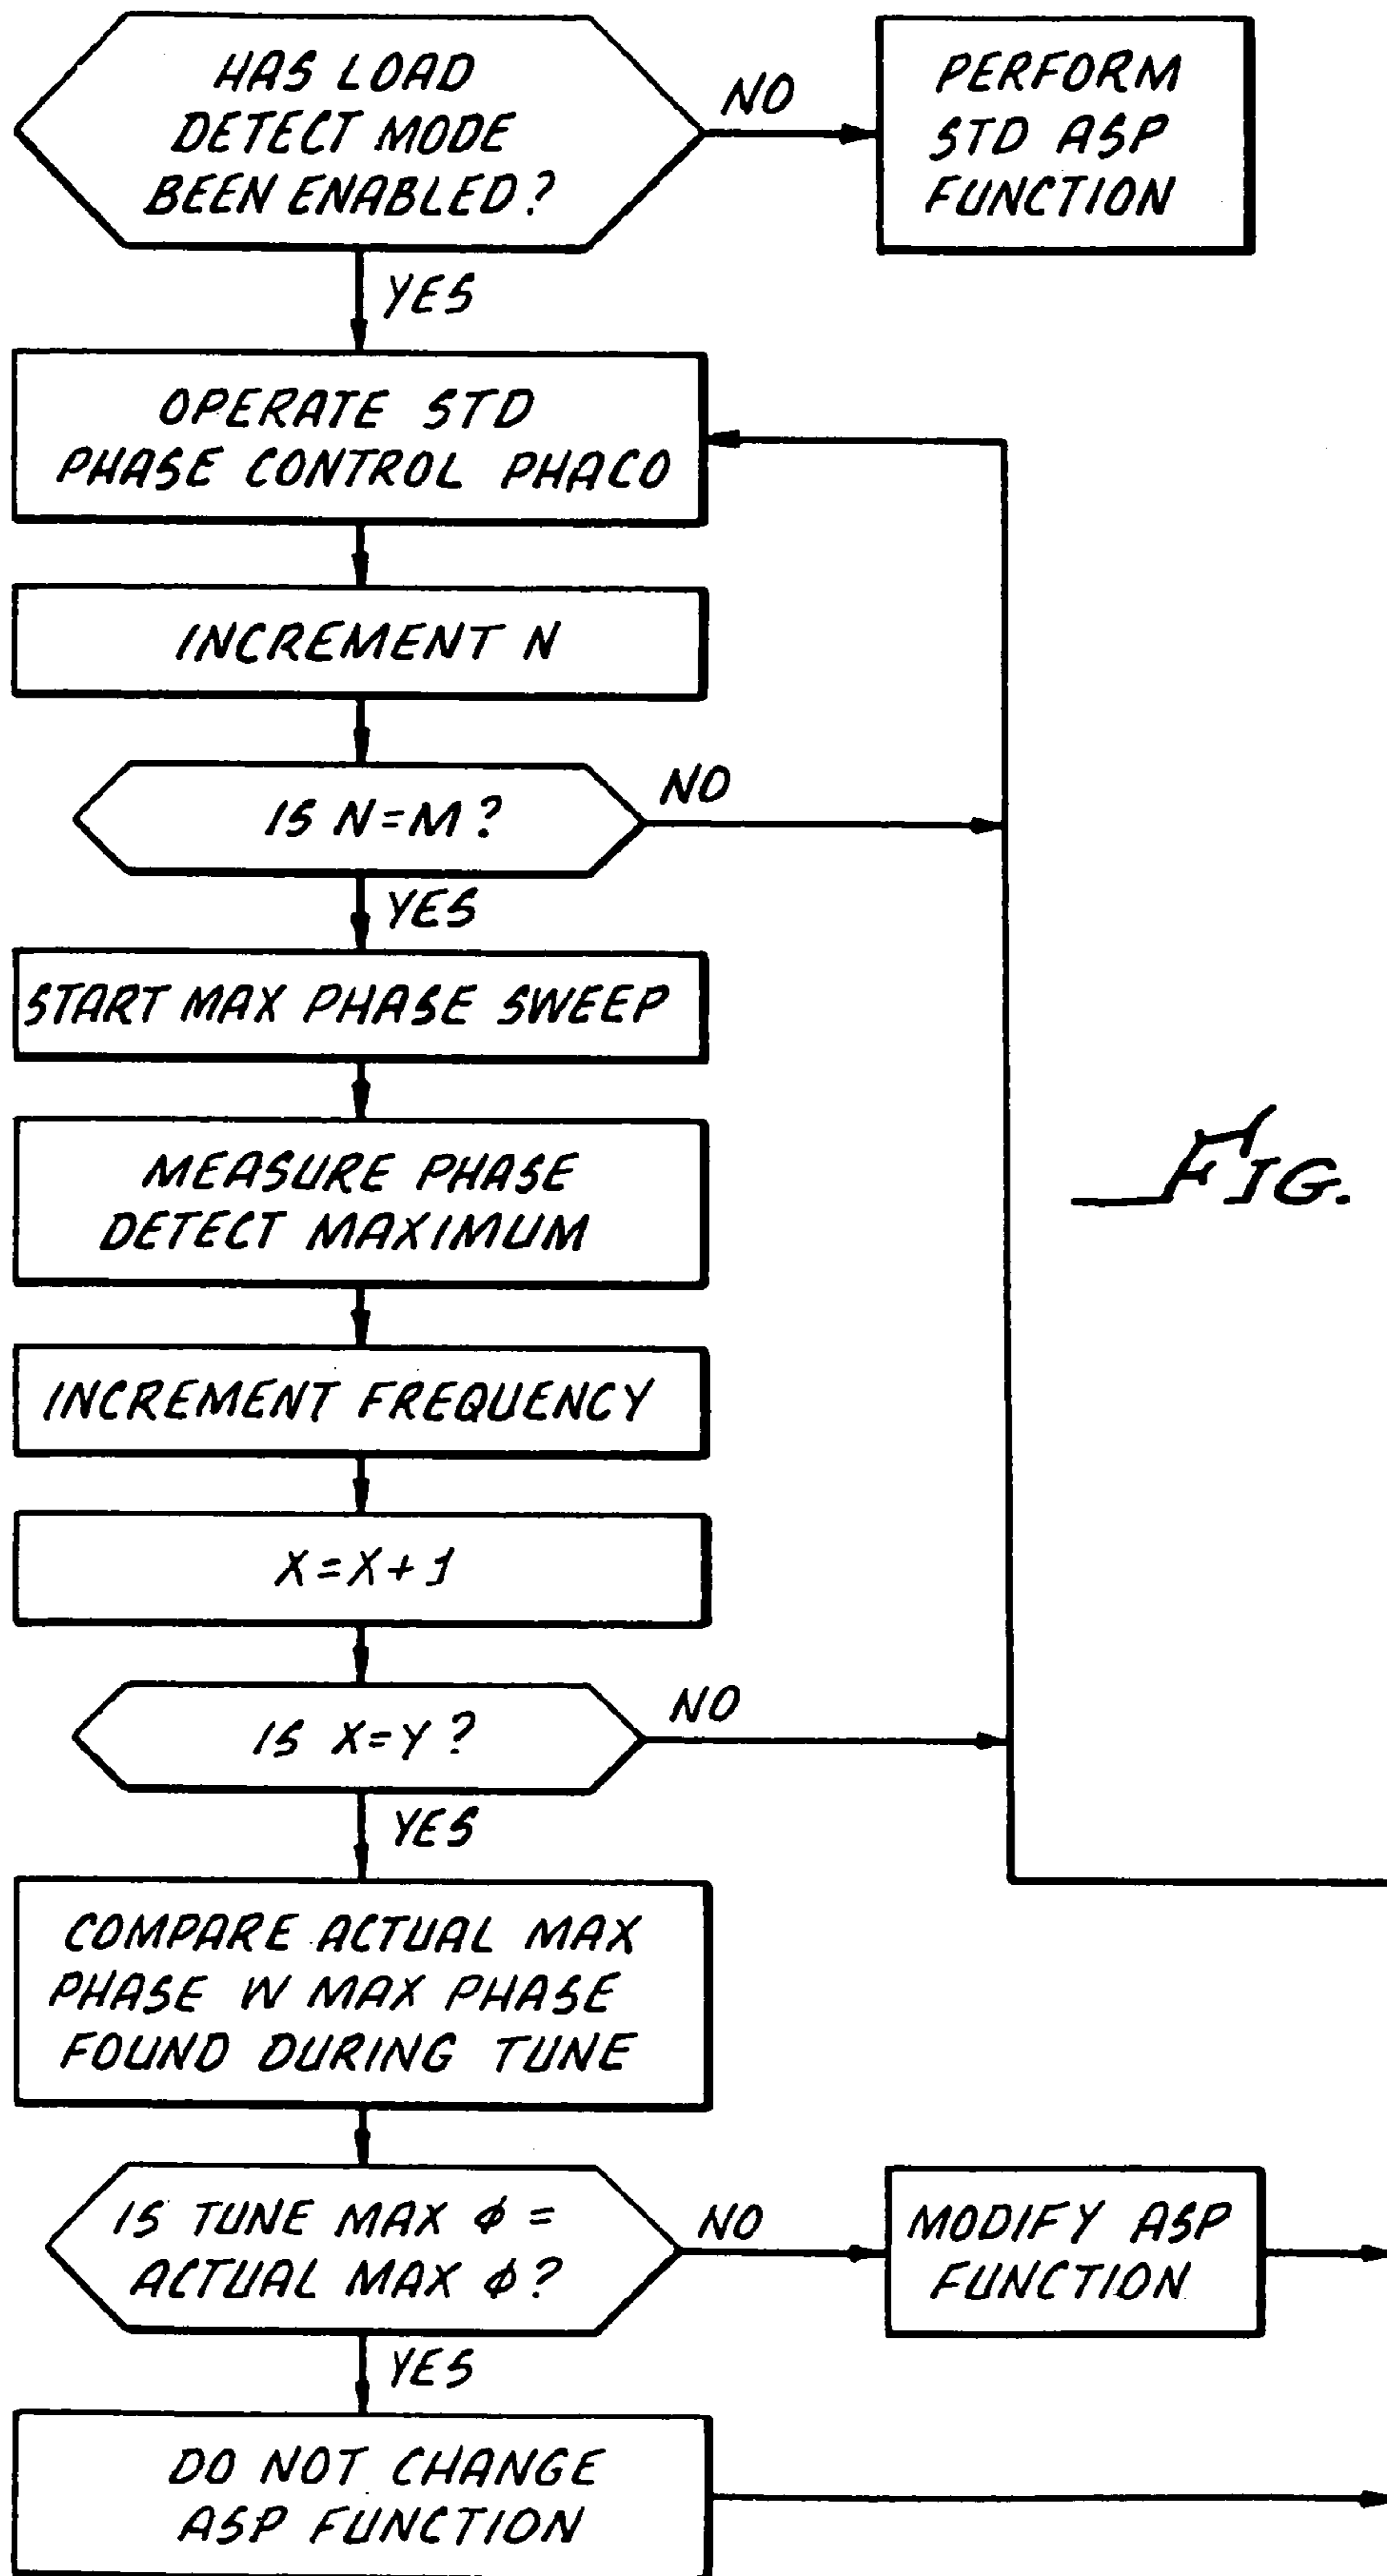 HAS LOAD
DETECT MODE
BEEN ENABLED?
NO
PERFORM
STD ASP
FUNCTION
YES
OPERATE STD
PHASE CONTROL PHACO
INCREMENT N
IS N=M?
NO
YES
START MAX PHASE SWEEP
MEASURE PHASE
DETECT MAXIMUM
FIG.
INCREMENT FREQUENCY
X=X+1
IS X=Y?
NO
YES
COMPARE ACTUAL MAX
PHASE W MAX PHASE
FOUND DURING TUNE
IS TUNE MAX ϕ =
ACTUAL MAX ϕ?
NO
MODIFY ASP
FUNCTION
YES
DO NOT CHANGE
ASP FUNCTION